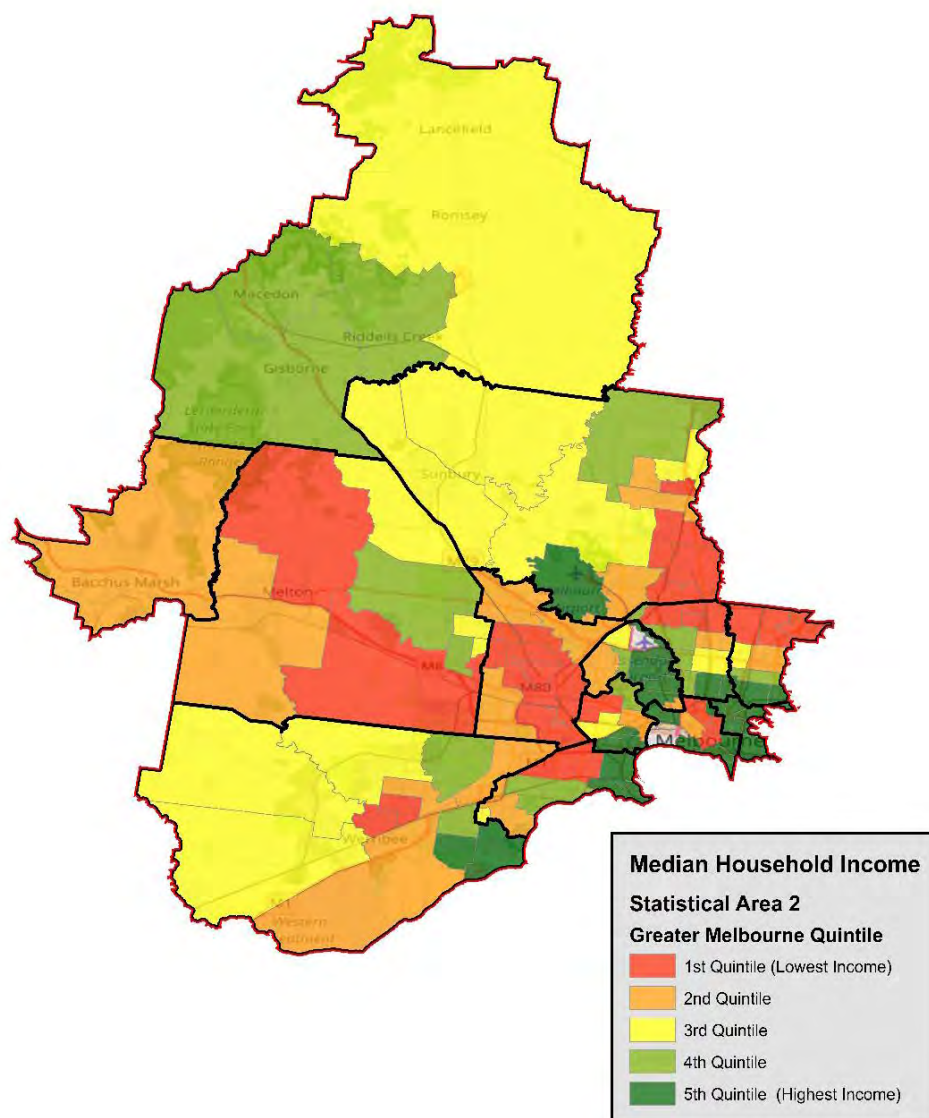 Lancefield
Romsey
Macedon
Riddells Creek
Gisborne
Sunbury
Bacchus Marsh
Melton
M80
Melbourne
Werribee
M1
Western
Median Household Income
Statistical Area 2
Greater Melbourne Quintile
1st Quintile (Lowest Income)
2nd Quintile
3rd Quintile
4th Quintile
5th Quintile (Highest Income)